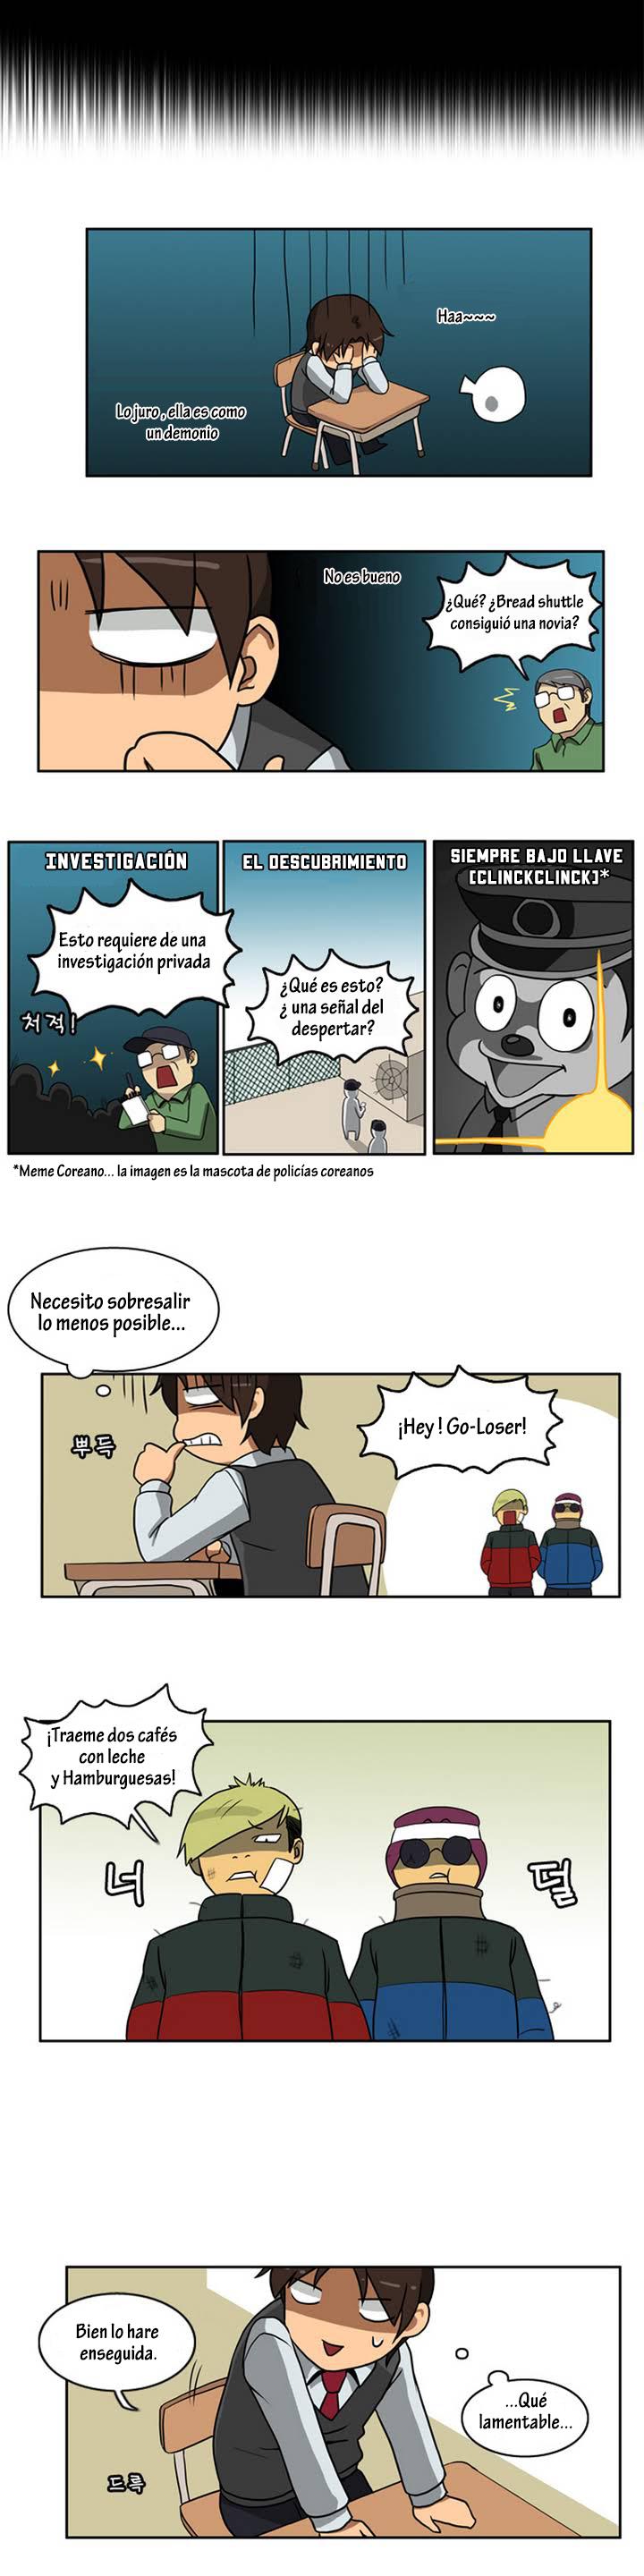 Haa~~~
Lo juro , ella es como
un demonio
No es bueno
¿Qué? ¿Bread shuttle
consiguió una novia?
INVESTIGACIÓN
Esto requiere de una
investigación privada
처척!
EL DESCUBRIMIENTO
¿Qué es esto?
¿ una señal del
despertar?
SIEMPRE BAJO LLAVE
[CLINCKCLINCK]*
*Meme Coreano... la imagen es la mascota de policías coreanos
Necesito sobresalir
lo menos posible...
뿌득
¡Hey ! Go-Loser!
¡Traeme dos cafés
con leche
y Hamburguesas!
너
덜
Bien lo hare
enseguida.
...Qué
lamentable...
드륵